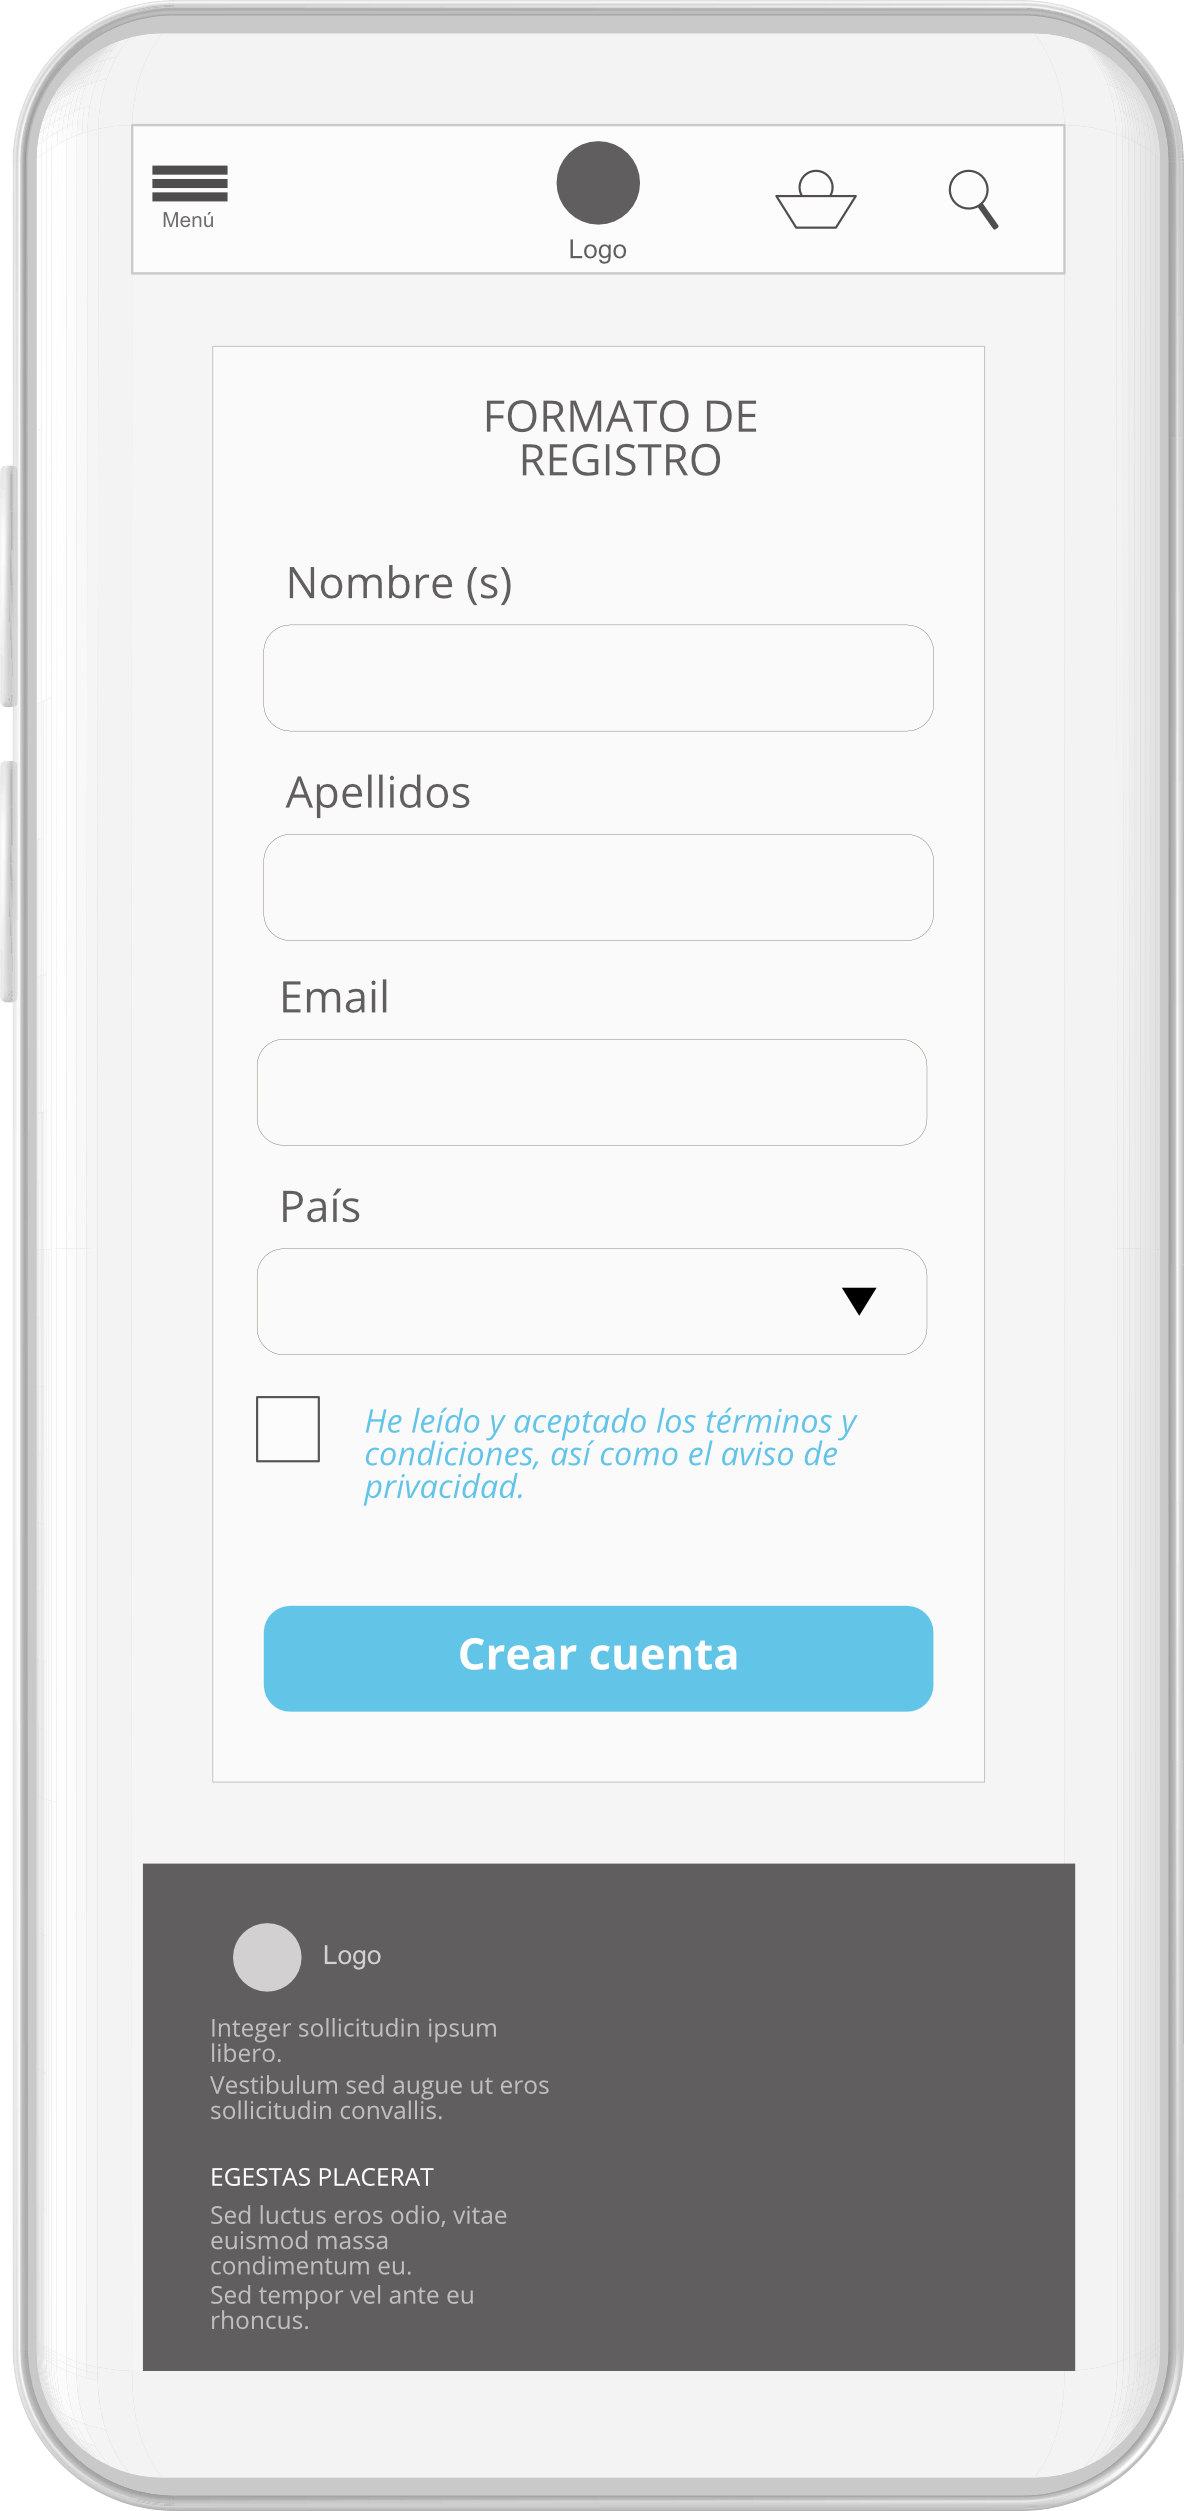 Menú
Logo
FORMATO DE
REGISTRO
Nombre (s)
Apellidos
Email
País
He leído y aceptado los términos y
condiciones, así como el aviso de
privacidad.
Crear cuenta
Logo
Integer sollicitudin ipsum
libero.
Vestibulum sed augue ut eros
sollicitudin convallis.
EGESTAS PLACERAT
Sed luctus eros odio, vitae
euismod massa
condimentum eu.
Sed tempor vel ante eu
rhoncus.